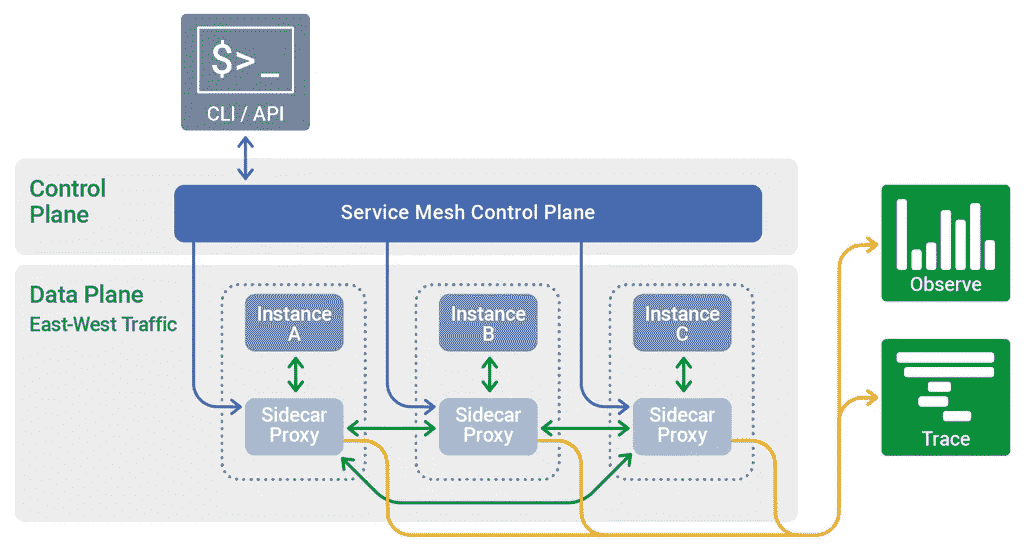 $>_
CLI / API
Control
Plane
Service Mesh Control Plane
Data Plane
East-West Traffic
Instance
A
Instance
B
Instance
C
Sidecar
Proxy
Sidecar
Proxy
Sidecar
Proxy
Observe
Trace